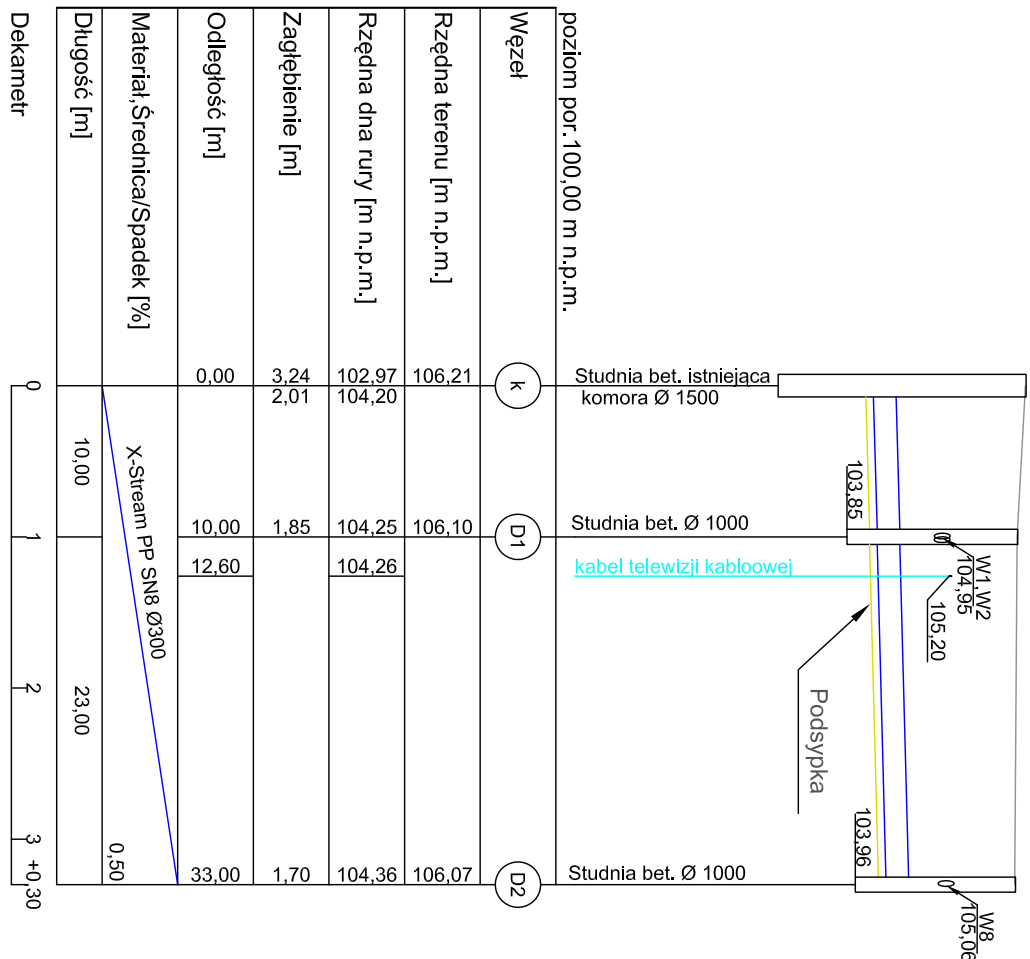 poziom por.100,00 m n.p.m.
Węzeł
k
D1
D2
Rzędna terenu [m n.p.m.]
106,21
106,10
106,07
Rzędna dna rury [m n.p.m.]
102,97
104,20
104,25
104,26
104,36
Zagłębienie [m]
3,24
2,01
1,85
1,70
Odległość [m]
0,00
10,00
12,60
33,00
Materiał,Średnica/Spadek [%]
X-Stream PP SN8 Ø300
0,50
Długość [m]
10,00
23,00
Dekametr
0
1
2
3
+0,30
Studnia bet. istniejąca
komora Ø 1500
Studnia bet. Ø 1000
kabel telewizji kabloowej
Studnia bet. Ø 1000
103,85
W1,W2
104,95
105,20
Podsypka
103,96
W8
105,06